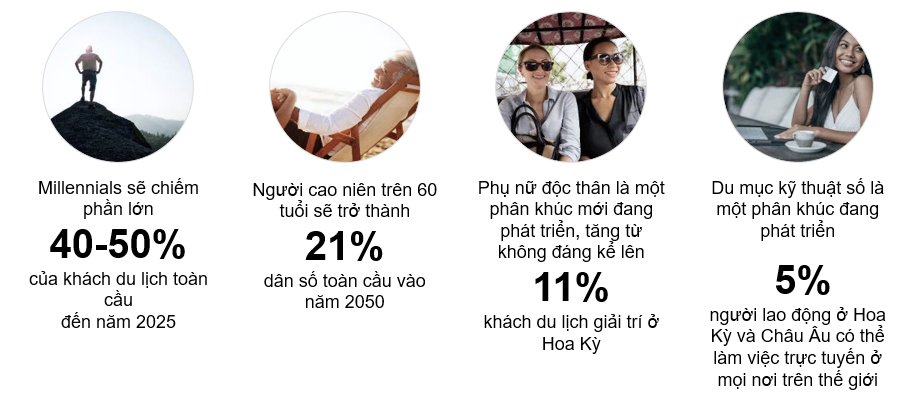 Millennials sẽ chiếm
phần lớn
40-50%
của khách du lịch toàn
cầu
đến năm 2025
Người cao niên trên 60
tuổi sẽ trở thành
21%
dân số toàn cầu vào
năm 2050
Phụ nữ độc thân là một
phân khúc mới đang
phát triển, tăng từ
không đáng kể lên
11%
khách du lịch giải trí ở
Hoa Kỳ
Du mục kỹ thuật số là
một phân khúc đang
phát triển
5%
người lao động ở Hoa
Kỳ và Châu Âu có thể
làm việc trực tuyến ở
mọi nơi trên thế giới